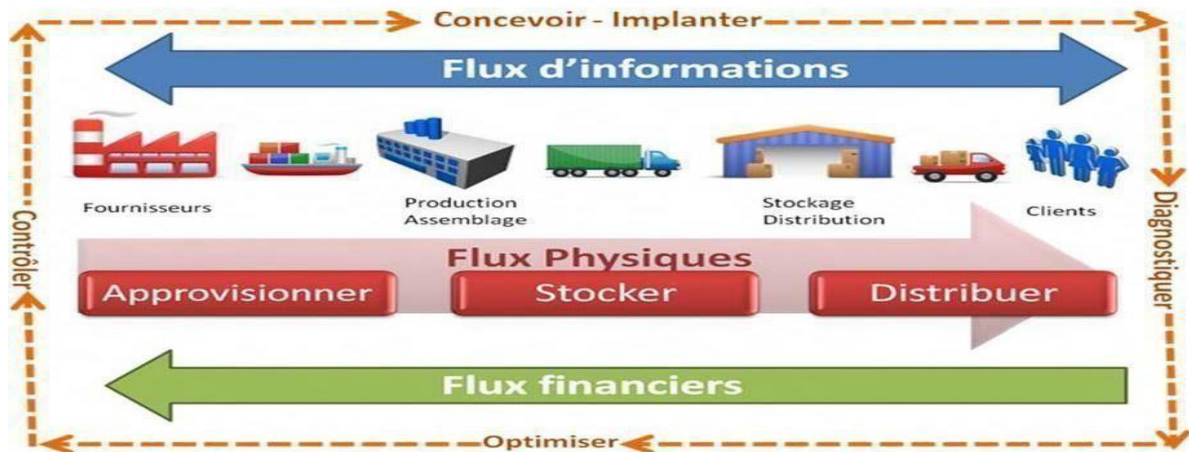 Concevoir - Implanter
Flux d'informations
Fournisseurs
Production
Assemblage
Stockage
Distribution
Clients
Contrôler
Diagnostiquer
Flux Physiques
Approvisionner
Stocker
Distribuer
Flux financiers
Optimiser